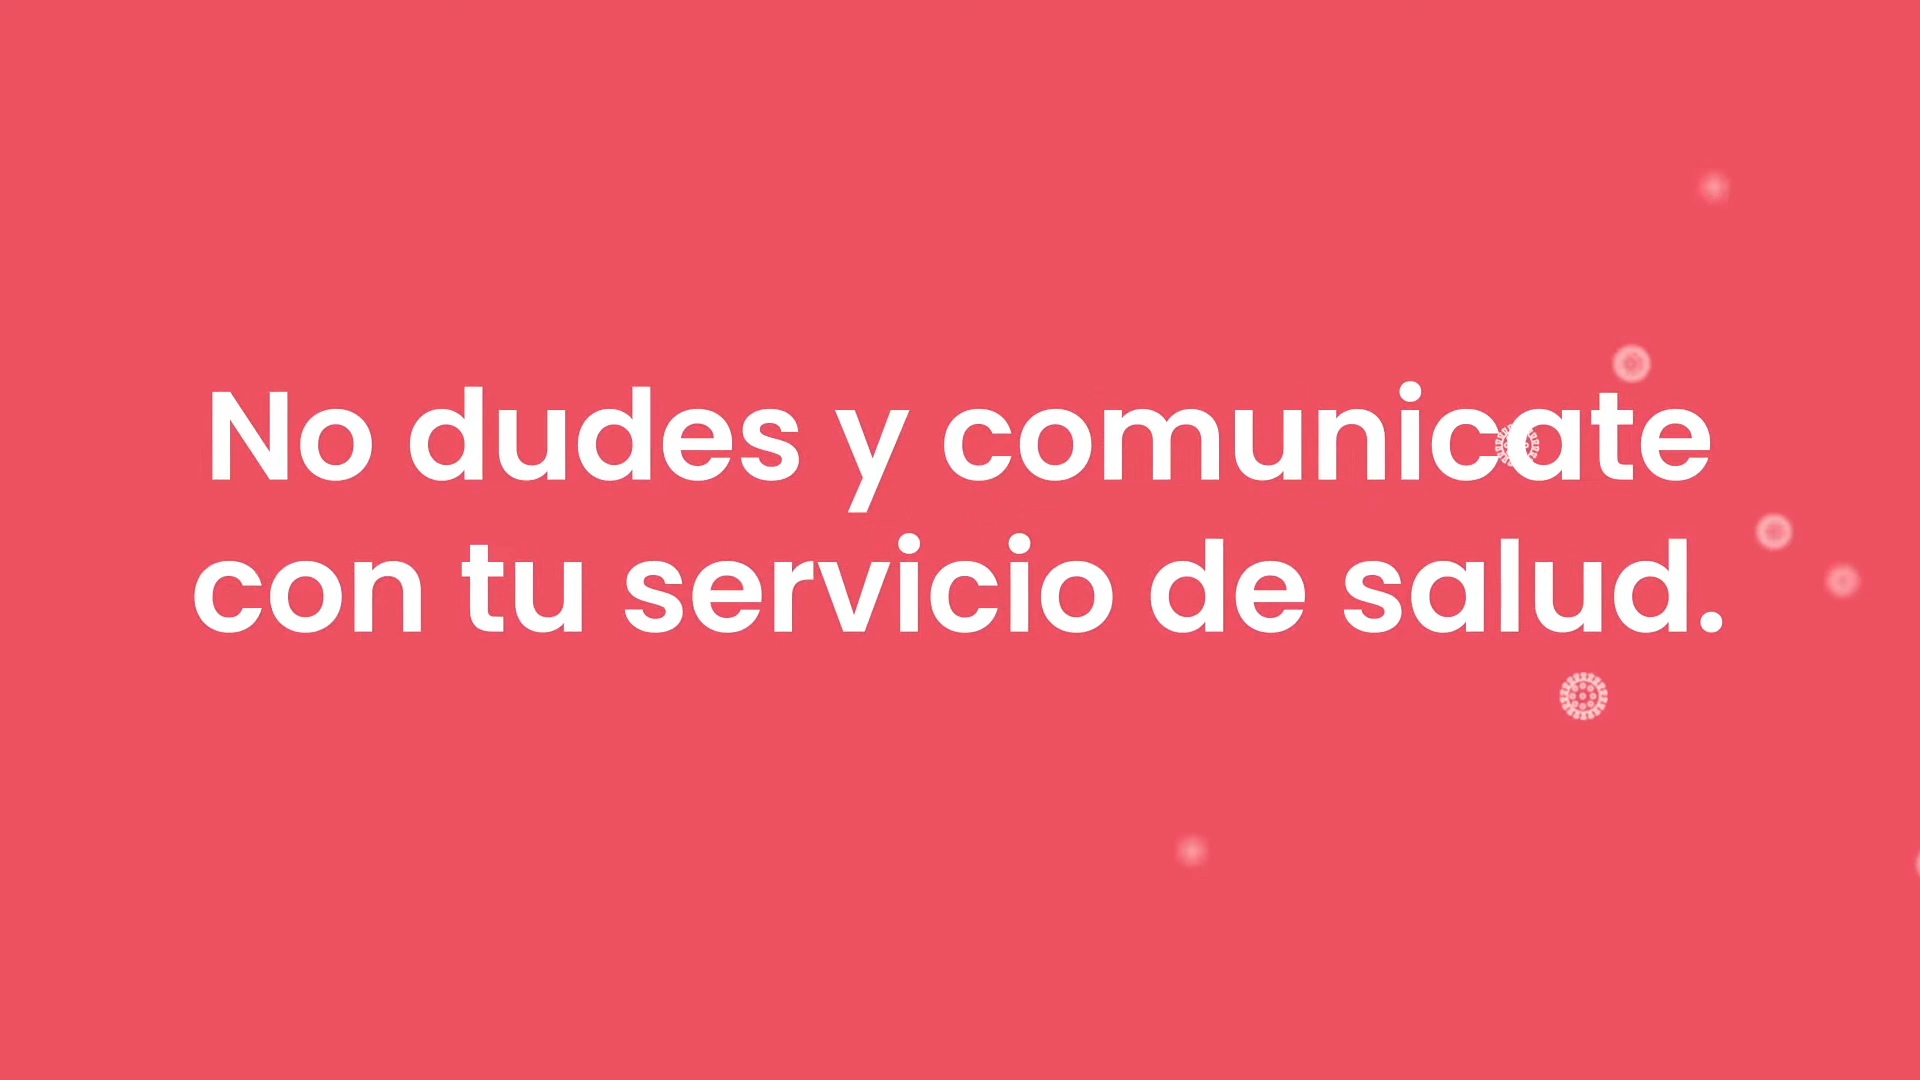 No dudes y comunicate
con tu servicio de salud.